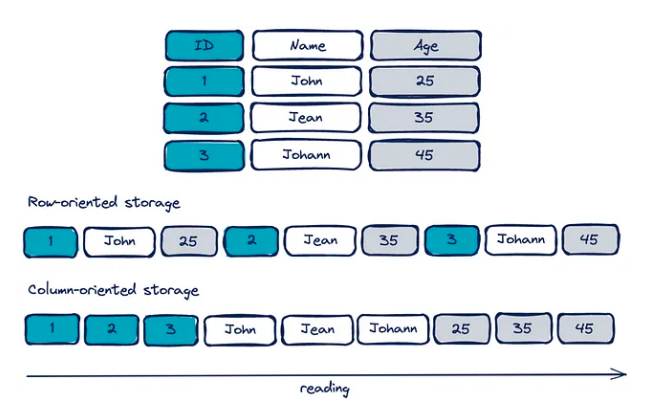 ID Name Age
1 John 25
2 Jean 35
3 Johann 45
Row-oriented storage
1 John 25 2 Jean 35 3 Johann 45
Column-oriented storage
1 2 3 John Jean Johann 25 35 45
reading